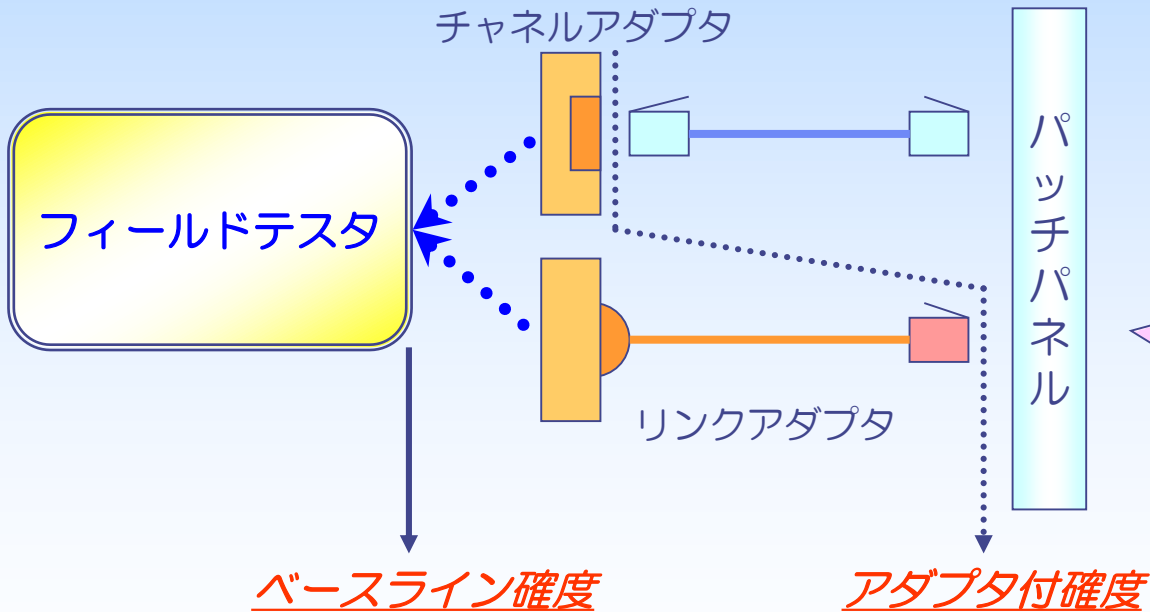 チャネルアダプタ
フィールドテスタ
パッチパネル
リンクアダプタ
ベースライン確度
アダプタ付確度